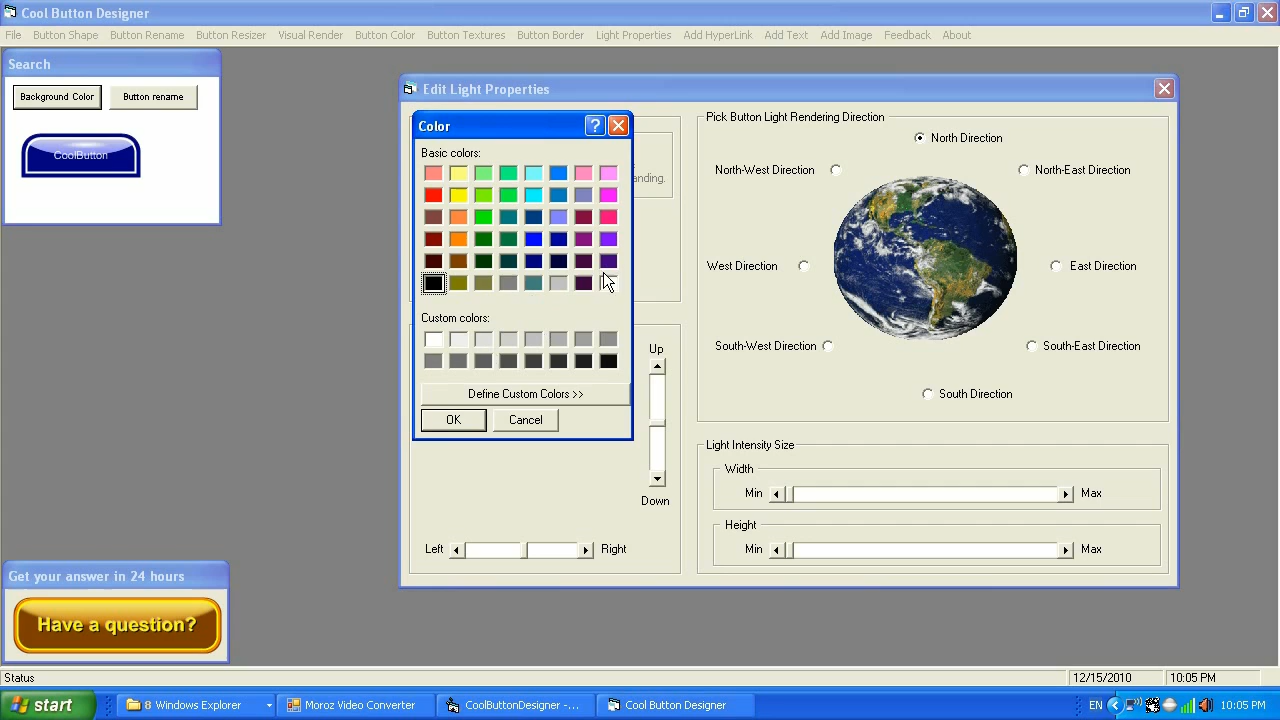 Cool Button Designer
File Button Shape Button Rename Button Resizer Visual Render Button Color Button Textures Button Border Light Properties Add HyperLink Add Text Add Image Feedback About
Search
Background Color Button rename
CoolButton
Edit Light Properties
Color
Basic colors:
Custom colors:
Define Custom Colors >>
OK Cancel
anding.
Up
Down
Left Right
Pick Button Light Rendering Direction
North Direction
North-West Direction North-East Direction
West Direction East Direction
South-West Direction South-East Direction
South Direction
Light Intensity Size
Width
Min Max
Height
Min Max
Get your answer in 24 hours
Have a question?
Status 12/15/2010 10:05 PM
start 8 Windows Explorer Moroz Video Converter CoolButtonDesigner -... Cool Button Designer EN 10:05 PM